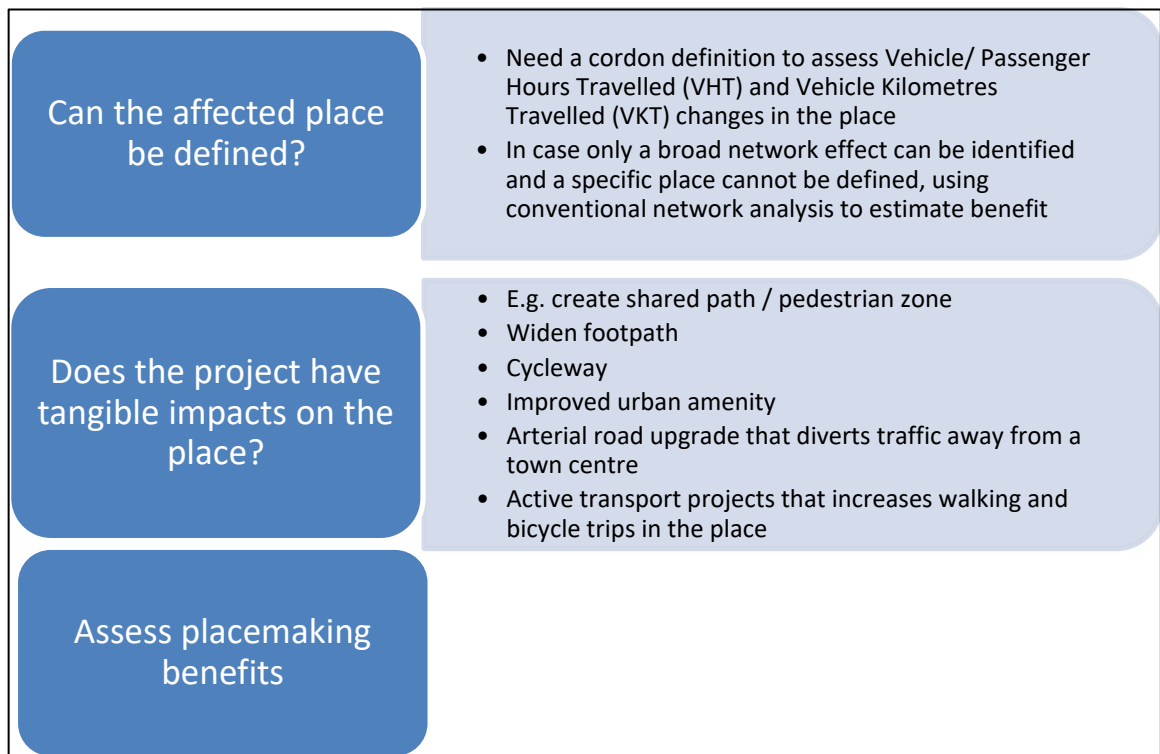 Can the affected place
be defined?
• Need a cordon definition to assess Vehicle/ Passenger
Hours Travelled (VHT) and Vehicle Kilometres
Travelled (VKT) changes in the place
• In case only a broad network effect can be identified
and a specific place cannot be defined, using
conventional network analysis to estimate benefit
Does the project have
tangible impacts on the
place?
• E.g. create shared path / pedestrian zone
• Widen footpath
• Cycleway
• Improved urban amenity
• Arterial road upgrade that diverts traffic away from a
town centre
• Active transport projects that increases walking and
bicycle trips in the place
Assess placemaking
benefits